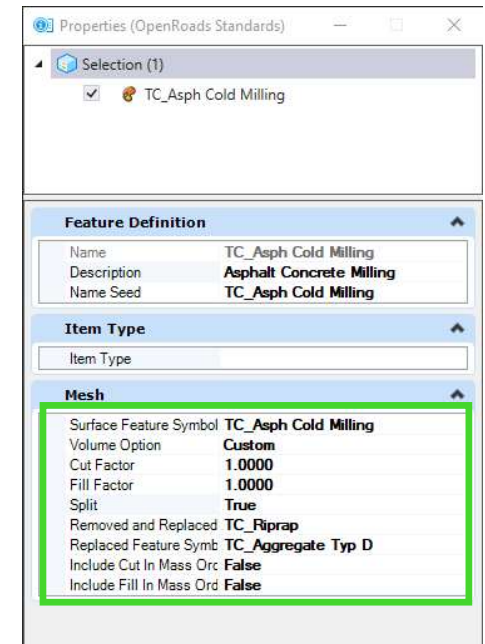 Properties (OpenRoads Standards)
Selection (1)
TC_Asph Cold Milling
Feature Definition
Name TC_Asph Cold Milling
Description Asphalt Concrete Milling
Name Seed TC_Asph Cold Milling
Item Type
Item Type
Mesh
Surface Feature Symbol TC_Asph Cold Milling
Volume Option Custom
Cut Factor 1.0000
Fill Factor 1.0000
Split True
Removed and Replaced TC_Riprap
Replaced Feature Symb TC_Aggregate Typ D
Include Cut In Mass Orc False
Include Fill In Mass Ord False